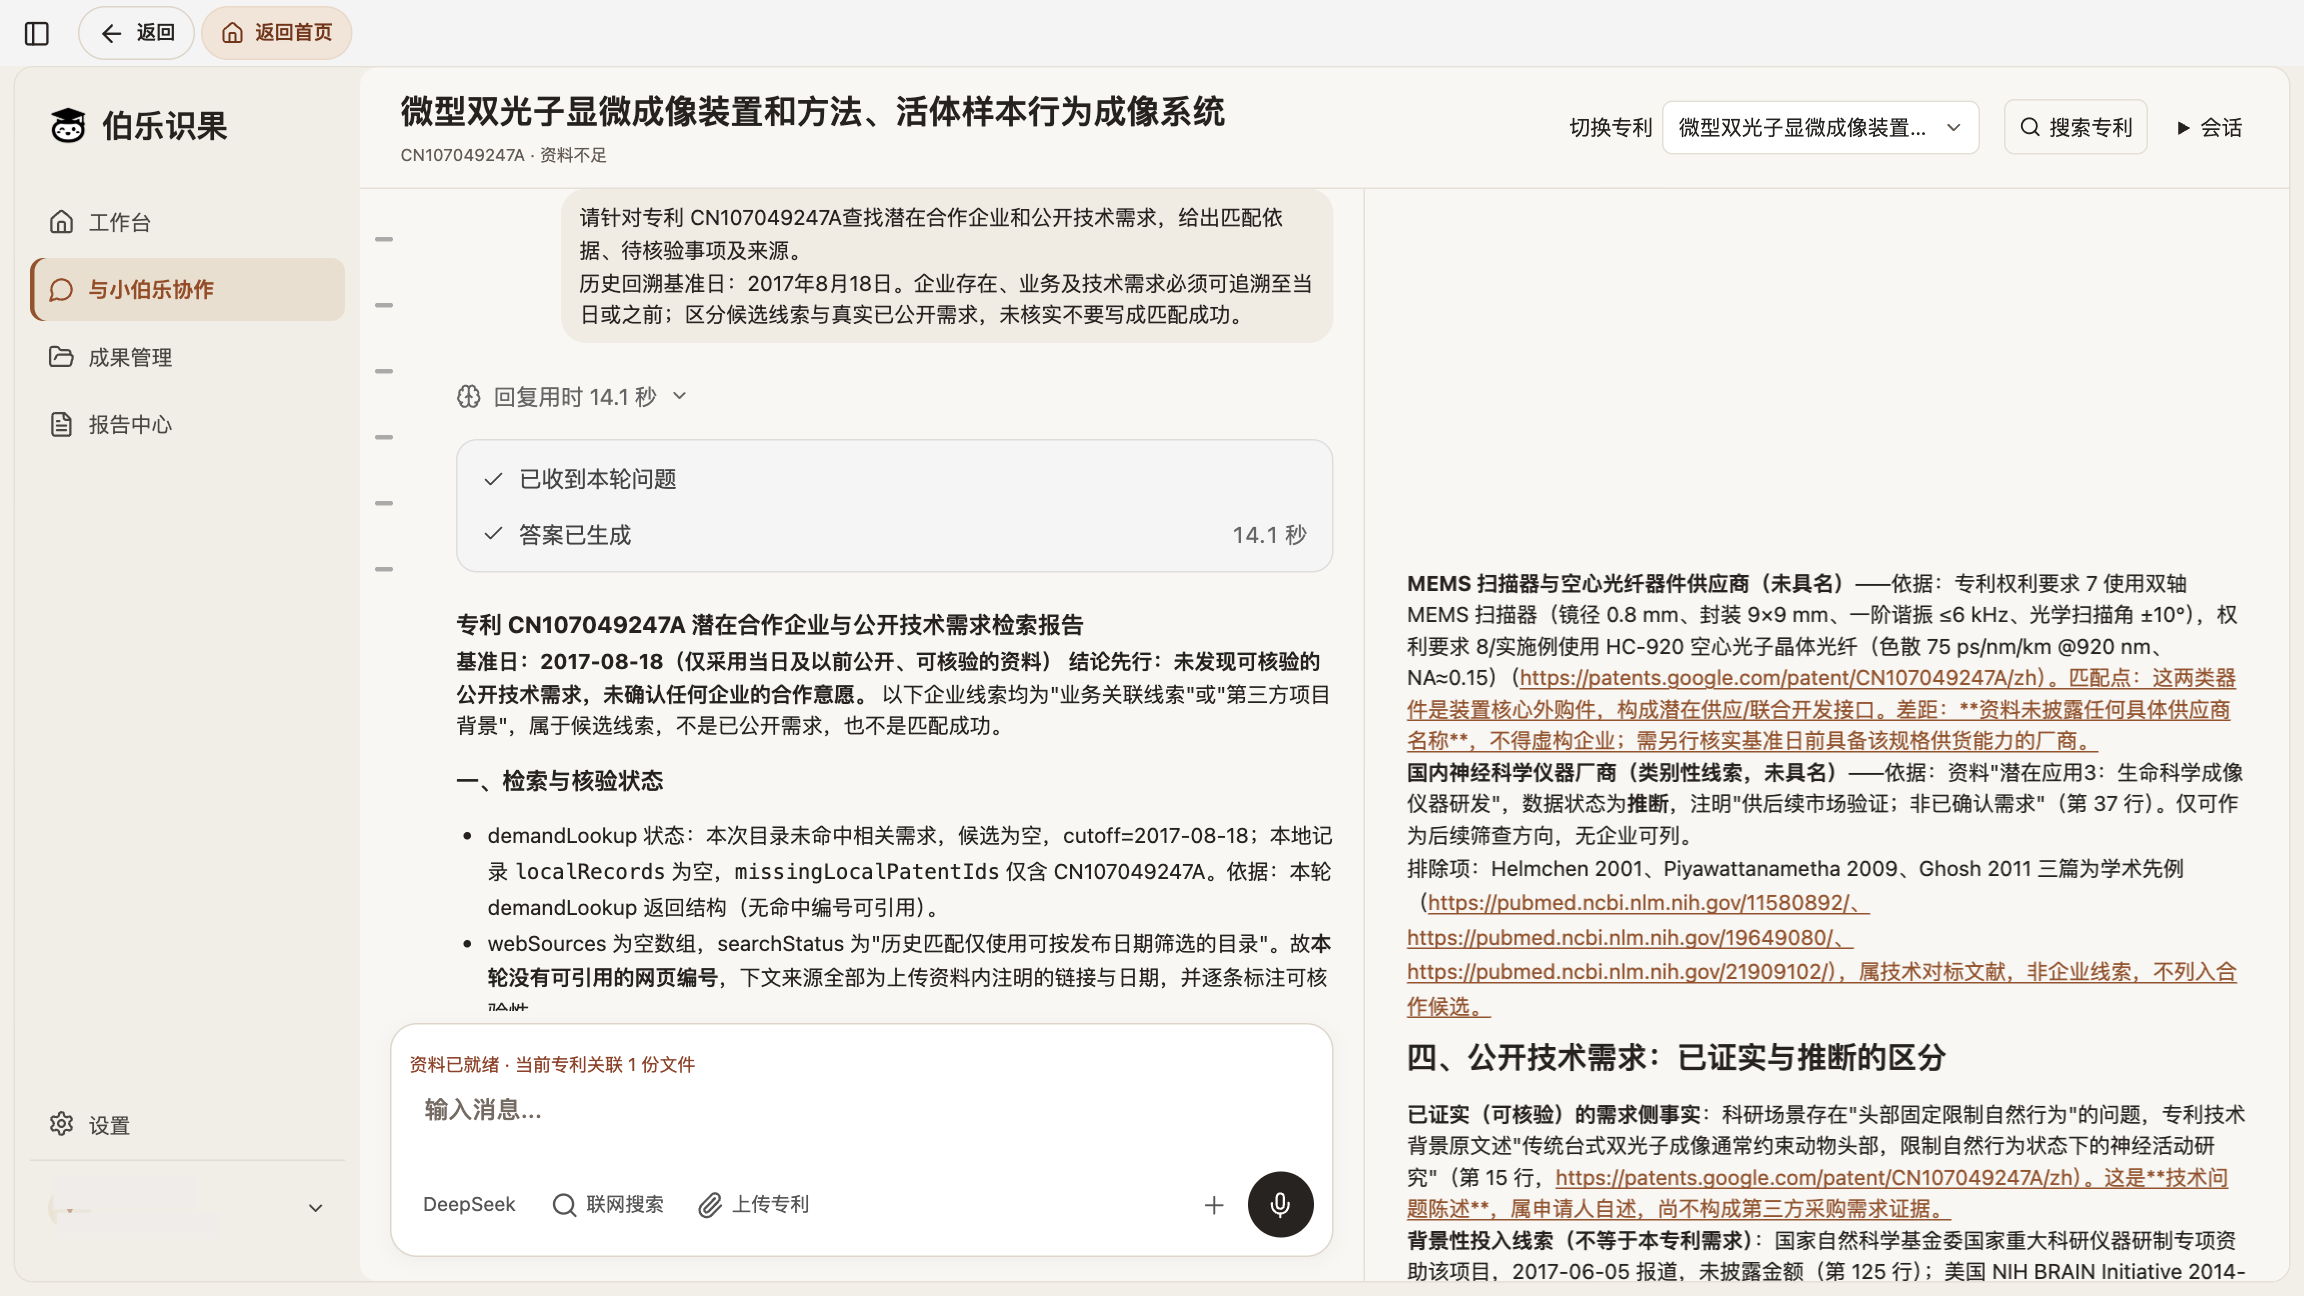 返回
返回首页
伯乐识果
工作台
与小伯乐协作
成果管理
报告中心
设置
微型双光子显微成像装置和方法、活体样本行为成像系统
CN107049247A · 资料不足
切换专利
微型双光子显微成像装置...
搜索专利
会话
请针对专利 CN107049247A查找潜在合作企业和公开技术需求，给出匹配依
据、待核验事项及来源。
历史回溯基准日：2017年8月18日。企业存在、业务及技术需求必须可追溯至当
日或之前；区分候选线索与真实已公开需求，未核实不要写成匹配成功。
回复用时 14.1 秒
已收到本轮问题
答案已生成
14.1 秒
专利 CN107049247A 潜在合作企业与公开技术需求检索报告
基准日：2017-08-18（仅采用当日及以前公开、可核验的资料） 结论先行：未发现可核验的
公开技术需求，未确认任何企业的合作意愿。 以下企业线索均为"业务关联线索"或"第三方项目
背景"，属于候选线索，不是已公开需求，也不是匹配成功。
一、检索与核验状态
• demandLookup 状态：本次目录未命中相关需求，候选为空，cutoff=2017-08-18；本地记
录 localRecords 为空，missingLocalPatentIds 仅含 CN107049247A。依据：本轮
demandLookup 返回结构（无命中编号可引用）。
• webSources 为空数组，searchStatus 为"历史匹配仅使用可按发布日期筛选的目录"。故本
轮没有可引用的网页编号，下文来源全部为上传资料内注明的链接与日期，并逐条标注可核
验性
资料已就绪 · 当前专利关联 1 份文件
输入消息...
DeepSeek
联网搜索
上传专利
MEMS 扫描器与空心光纤器件供应商（未具名）——依据：专利权利要求 7 使用双轴
MEMS 扫描器（镜径 0.8 mm、封装 9×9 mm、一阶谐振 ≤6 kHz、光学扫描角 ±10°），权
利要求 8/实施例使用 HC-920 空心光子晶体光纤（色散 75 ps/nm/km @920 nm、
NA≈0.15）（https://patents.google.com/patent/CN107049247A/zh）。匹配点：这两类器
件是装置核心外购件，构成潜在供应/联合开发接口。差距：**资料未披露任何具体供应商
名称**，不得虚构企业；需另行核实基准日前具备该规格供货能力的厂商。
国内神经科学仪器厂商（类别性线索，未具名）——依据：资料"潜在应用3：生命科学成像
仪器研发"，数据状态为推断，注明"供后续市场验证；非已确认需求"（第 37 行）。仅可作
为后续筛查方向，无企业可列。
排除项：Helmchen 2001、Piyawattanametha 2009、Ghosh 2011 三篇为学术先例
（https://pubmed.ncbi.nlm.nih.gov/11580892/、
https://pubmed.ncbi.nlm.nih.gov/19649080/、
https://pubmed.ncbi.nlm.nih.gov/21909102/），属技术对标文献，非企业线索，不列入合
作候选。
四、公开技术需求：已证实与推断的区分
已证实（可核验）的需求侧事实：科研场景存在"头部固定限制自然行为"的问题，专利技术
背景原文述"传统台式双光子成像通常约束动物头部，限制自然行为状态下的神经活动研
究"（第 15 行，https://patents.google.com/patent/CN107049247A/zh）。这是**技术问
题陈述**，属申请人自述，尚不构成第三方采购需求证据。
背景性投入线索（不等于本专利需求）：国家自然科学基金委国家重大科研仪器研制专项资
助该项目，2017-06-05 报道，未披露金额（第 125 行）；美国 NIH BRAIN Initiative 2014-